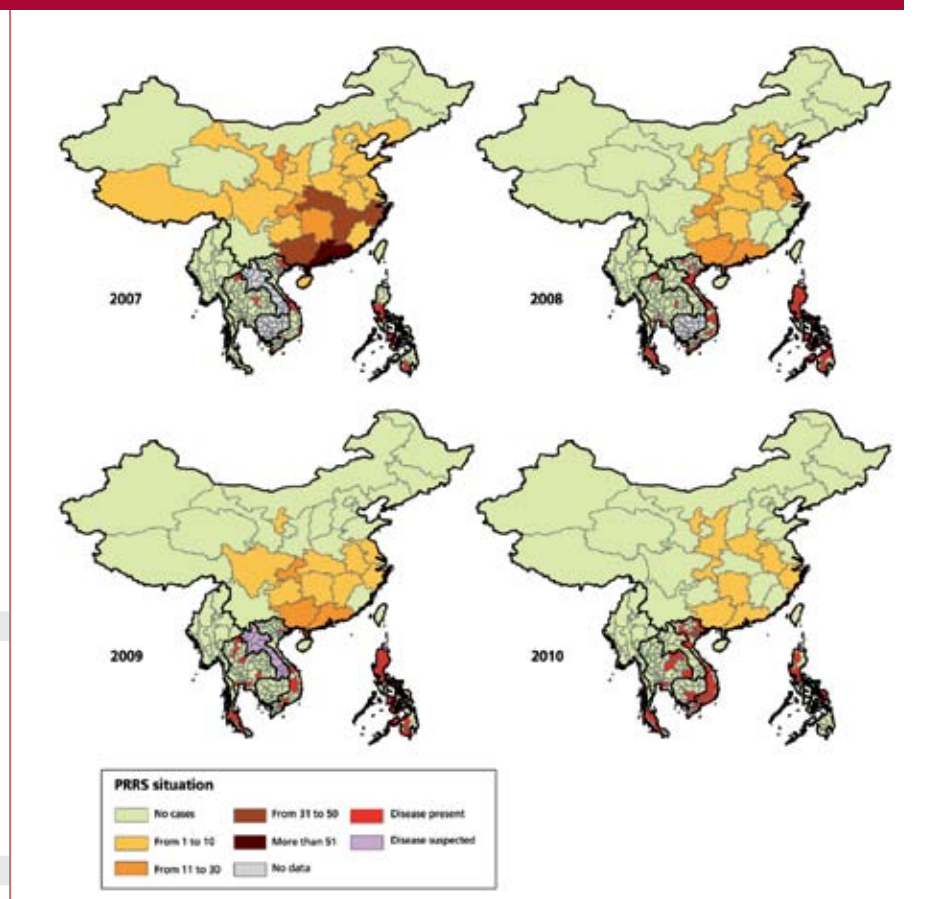 2007
2008
2009
2010
PRRS situation
No cases
From 31 to 50
Disease present
From 1 to 10
More than 51
Disease suspected
From 11 to 30
No data